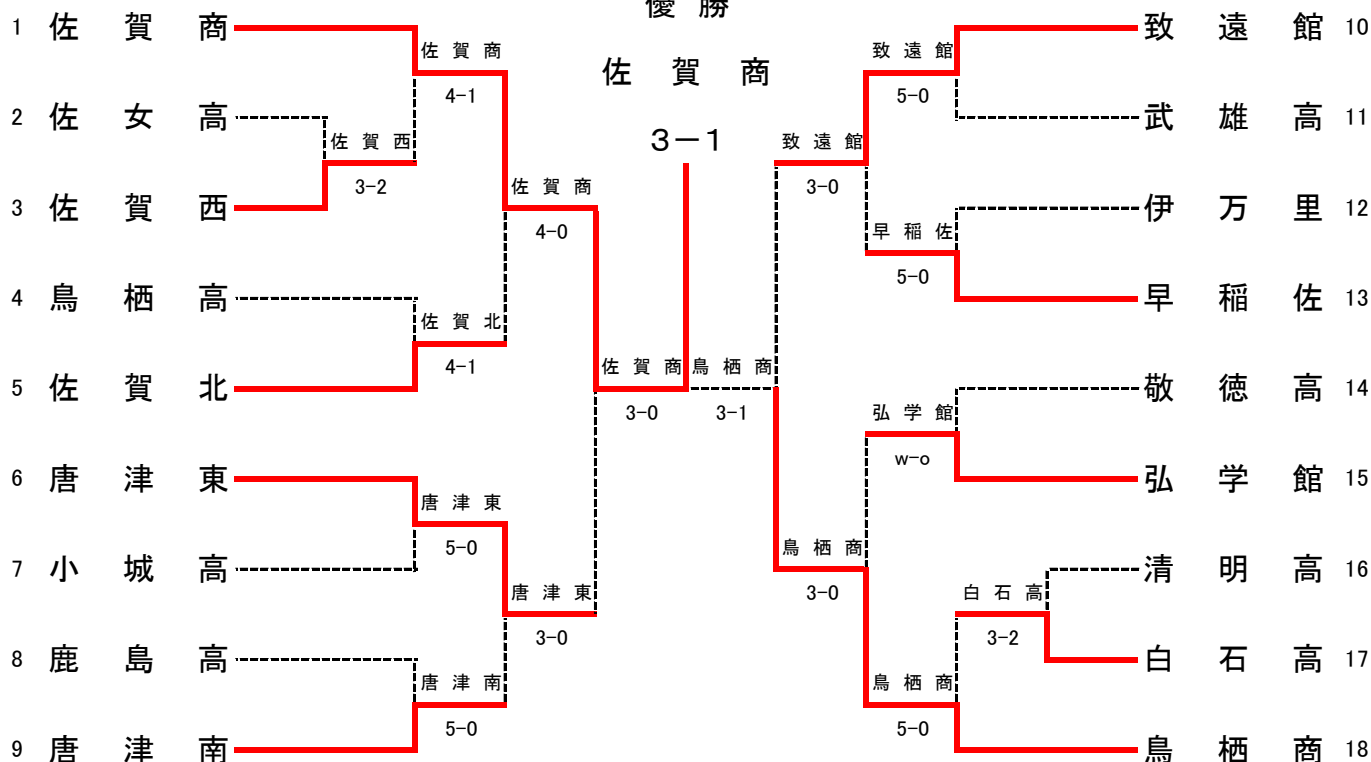 優 勝
佐 賀 商
3-1
1 佐 賀 商
2 佐 女 高
3 佐 賀 西
4 鳥 栖 高
5 佐 賀 北
6 唐 津 東
7 小 城 高
8 鹿 島 高
9 唐 津 南
佐 賀 西
3-2
佐 賀 商
4-1
佐 賀 北
4-1
唐 津 東
5-0
唐 津 南
5-0
佐 賀 商
4-0
唐 津 東
3-0
佐 賀 商
3-0
鳥 栖 商
3-1
致 遠 館
3-0
鳥 栖 商
3-0
致 遠 館
5-0
早 稲 佐
5-0
弘 学 館
w-o
鳥 栖 商
5-0
白 石 高
3-2
致 遠 館 10
武 雄 高 11
伊 万 里 12
早 稲 佐 13
敬 徳 高 14
弘 学 館 15
清 明 高 16
白 石 高 17
鳥 栖 商 18